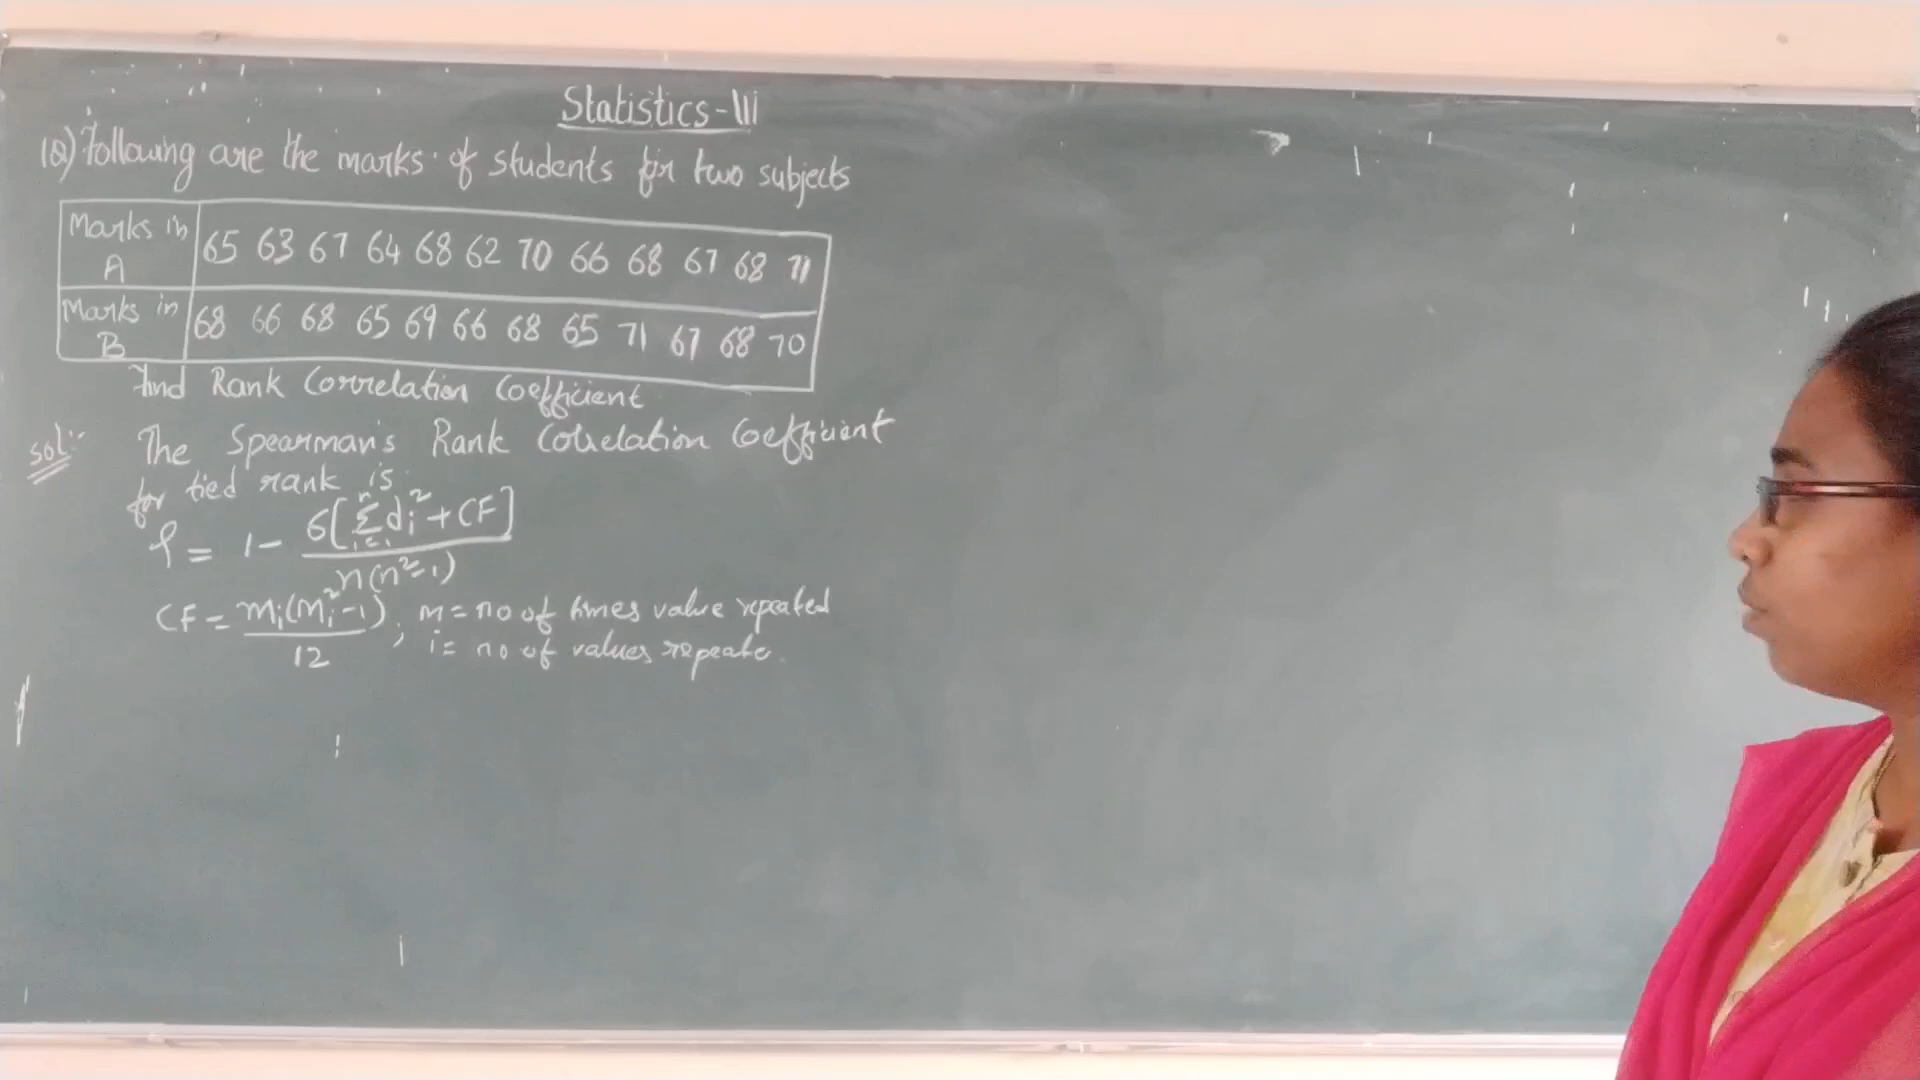 Statistics-III
1Q) Following are the marks of students for two subjects
Marks in A 65 63 67 64 68 62 70 66 68 67 68 71
Marks in B 68 66 68 65 69 66 68 65 71 67 68 70
Find Rank Correlation Coefficient
Sol:- The Spearman's Rank Correlation Coefficient
for tied rank is
ρ = 1 - 6[Σⁿᵢ₌₁ dᵢ² + CF] / n(n²-1)
CF = mᵢ(mᵢ²-1) / 12 ; m = no of times value repeated
i = no of values repeate.